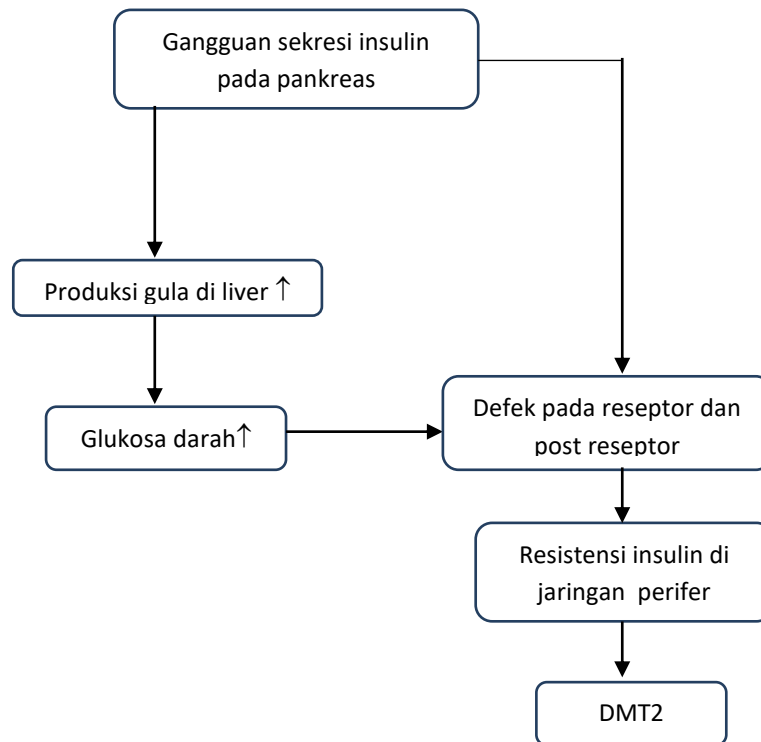 Gangguan sekresi insulin
pada pankreas
Produksi gula di liver ↑
Glukosa darah↑
Defek pada reseptor dan
post reseptor
Resistensi insulin di
jaringan perifer
DMT2